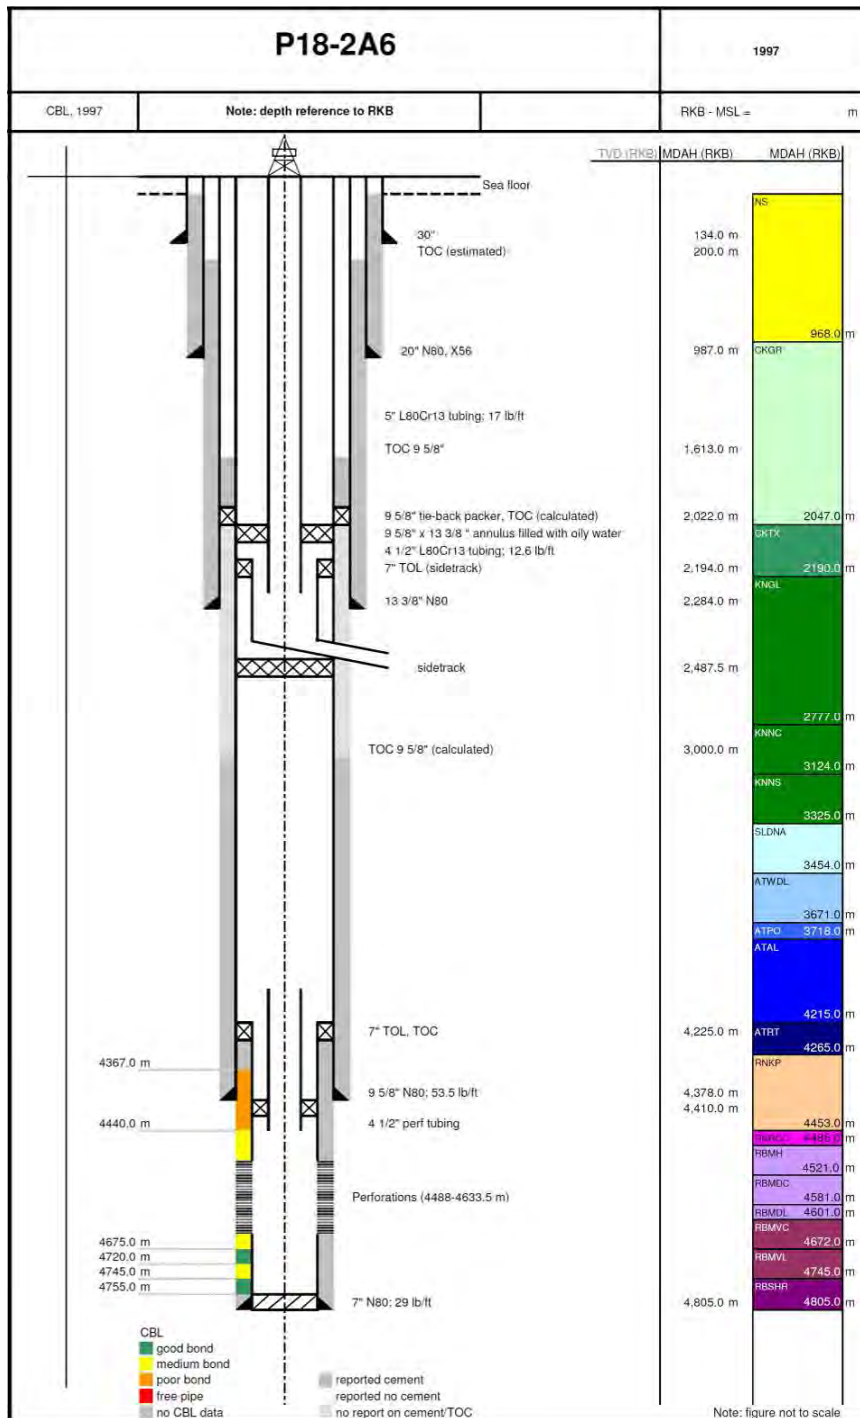 P18-2A6
1997
CBL, 1997
Note: depth reference to RKB
RKB - MSL = m
TVD (RKB) MDAH (RKB) MDAH (RKB)
Sea floor
NS
30" 134.0 m
TOC (estimated) 200.0 m
968.0 m
20" N80, X56 987.0 m
CKGR
5" L80Cr13 tubing; 17 lb/ft
TOC 9 5/8" 1,613.0 m
9 5/8" tie-back packer, TOC (calculated) 2,022.0 m 2047.0 m
9 5/8" x 13 3/8 " annulus filled with oily water
CKTX
4 1/2" L80Cr13 tubing; 12.6 lb/ft
7" TOL (sidetrack) 2,194.0 m 2190.0 m
KNGL
13 3/8" N80 2,284.0 m
sidetrack 2,487.5 m
2777.0 m
KNNC
TOC 9 5/8" (calculated) 3,000.0 m
3124.0 m
KNNS
3325.0 m
SLDNA
3454.0 m
ATWDL
3671.0 m
ATPO 3718.0 m
ATAL
4215.0 m
7" TOL, TOC 4,225.0 m ATRT
4265.0 m
4367.0 m
RNKP
9 5/8" N80; 53.5 lb/ft 4,378.0 m
4,410.0 m
4440.0 m
4 1/2" perf tubing
4453.0 m
4485.0 m
RBMH
4521.0 m
RBMDC
Perforations (4488-4633.5 m)
4581.0 m
RBMDL 4601.0 m
RBMVC
4675.0 m
4672.0 m
4720.0 m
RBMVL
4745.0 m
4745.0 m
4755.0 m
RBSHR
7" N80; 29 lb/ft 4,805.0 m 4805.0 m
CBL
good bond
medium bond
poor bond
free pipe
no CBL data
reported cement
reported no cement
no report on cement/TOC
Note: figure not to scale